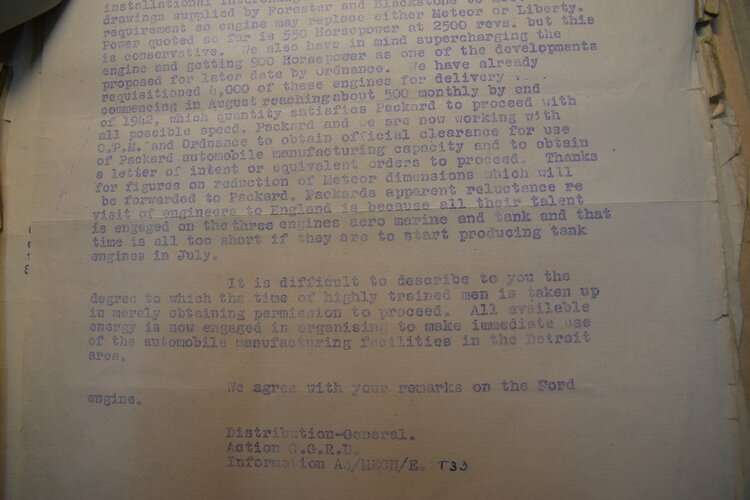 installational
drawings supplied by Forester and Blackstone to
requirement so engine may replace either Meteor or Liberty.
Power quoted so far is 550 Horsepower at 2500 revs. but this
is conservative. We also have in mind supercharging the
engine and getting 900 Horsepower as one of the developments
proposed for later date by Ordnance. We have already
requisitioned 4,000 of these engines for delivery
commencing in August reaching about 500 monthly by end
of 1942, which quantity satisfies Packard to proceed with
all possible speed. Packard and we are now working with
O.P.M. and Ordnance to obtain official clearance for use
of Packard automobile manufacturing capacity and to obtain
a letter of intent or equivalent orders to proceed. Thanks
for figures on reduction of Meteor dimensions which will
be forwarded to Packard. Packards apparent reluctance re
visit of engineers to England is because all their talent
is engaged on the three engines aero marine and tank and that
time is all too short if they are to start producing tank
engines in July.
It is difficult to describe to you the
degree to which the time of highly trained men is taken up
in merely obtaining permission to proceed. All available
energy is now engaged in organising to make immediate use
of the automobile manufacturing facilities in the Detroit
area.
We agree with your remarks on the Ford
engine.
Distribution-General.
Action C.G.R.D.
Information AS/MECH/E. T33